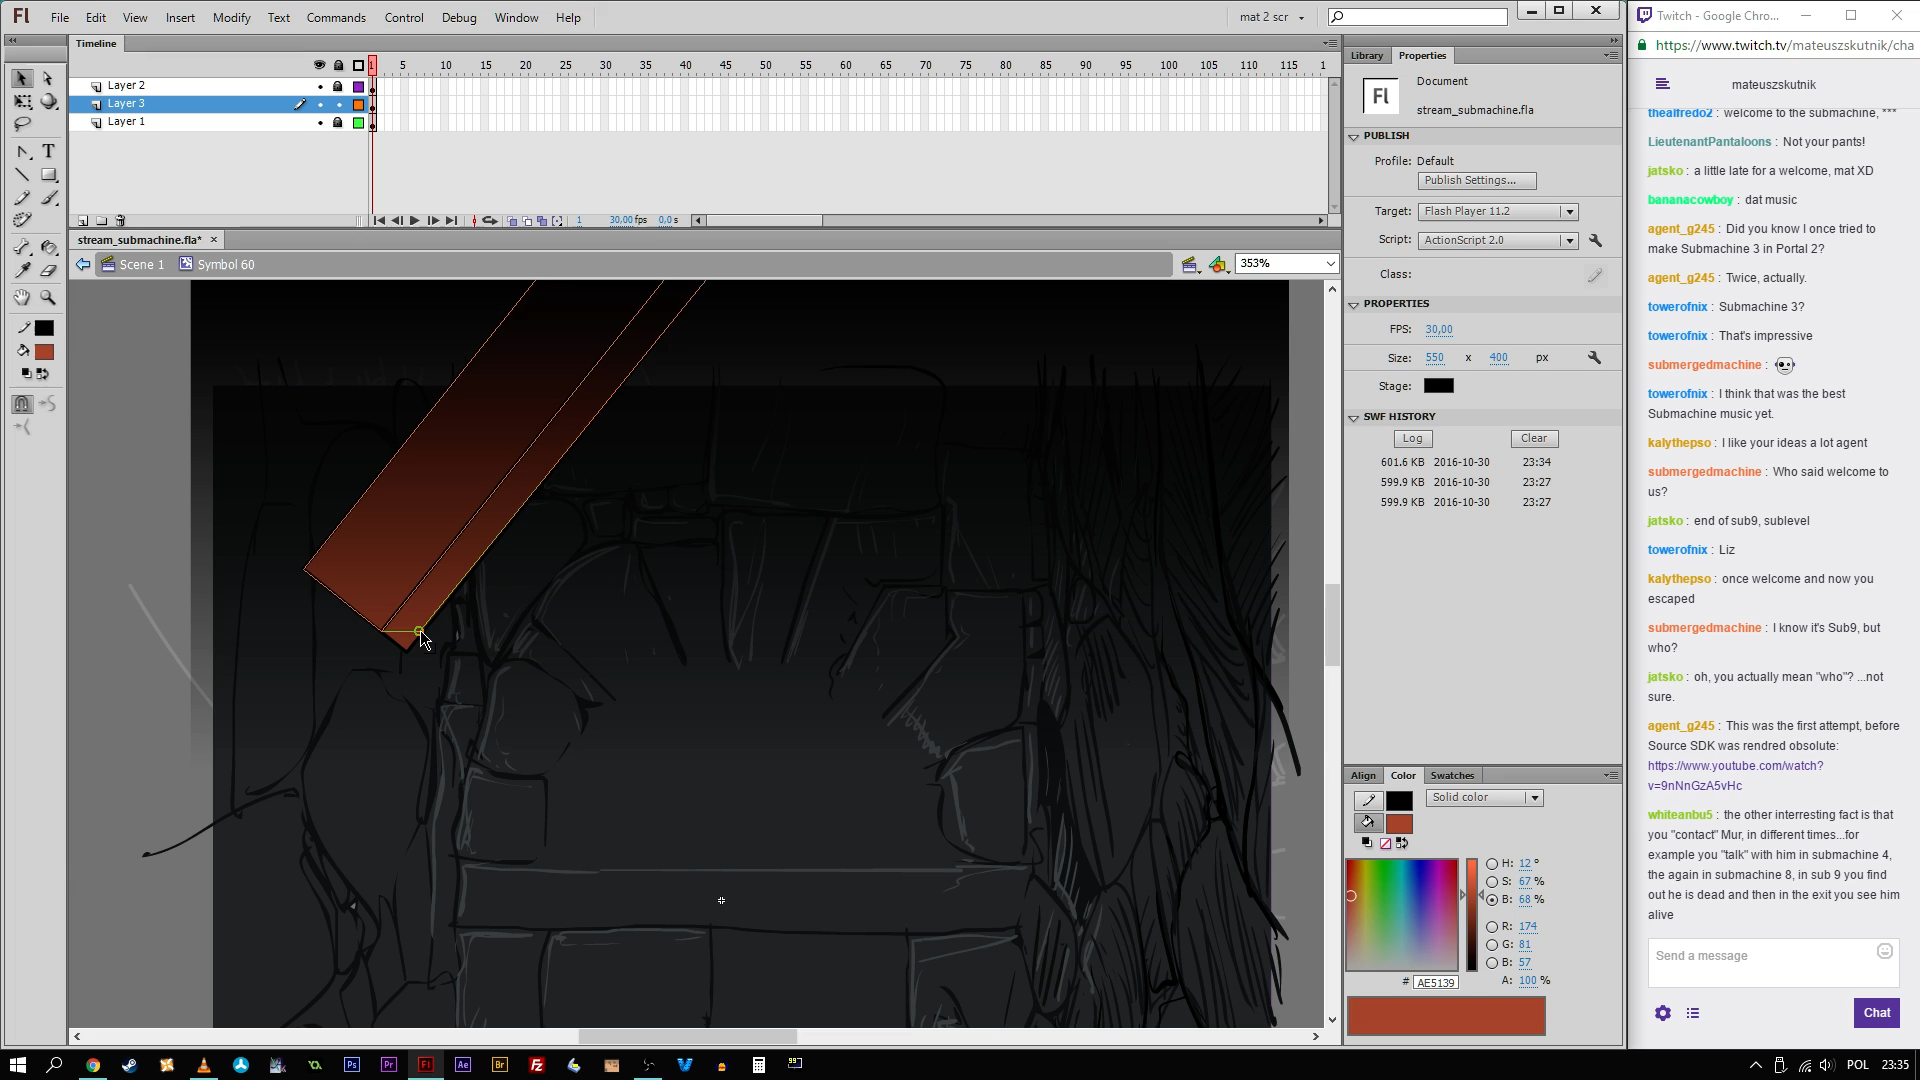 Fl File Edit View Insert Modify Text Commands Control Debug Window Help mat 2 scr
Timeline
1 5 10 15 20 25 30 35 40 45 50 55 60 65 70 75 80 85 90 95 100 105 110 115 1
Layer 2
Layer 3
Layer 1
1 30,00 fps 0,0 s
stream_submachine.fla* ×
Scene 1 Symbol 60 353%
Library Properties
Document
Fl
stream_submachine.fla
PUBLISH
Profile: Default
Publish Settings...
Target: Flash Player 11.2
Script: ActionScript 2.0
Class:
PROPERTIES
FPS: 30,00
Size: 550 x 400 px
Stage:
SWF HISTORY
Log Clear
601.6 KB 2016-10-30 23:34
599.9 KB 2016-10-30 23:27
599.9 KB 2016-10-30 23:27
Align Color Swatches
Solid color
H: 12 °
S: 67 %
B: 68 %
R: 174
G: 81
B: 57
# AE5139 A: 100 %
Twitch - Google Chro...
https://www.twitch.tv/mateuszskutnik/cha
mateuszskutnik
thealfredo2 : welcome to the submachine, ***
LieutenantPantaloons : Not your pants!
jatsko : a little late for a welcome, mat XD
bananacowboy : dat music
agent_g245 : Did you know I once tried to
make Submachine 3 in Portal 2?
agent_g245 : Twice, actually.
towerofnix : Submachine 3?
towerofnix : That's impressive
submergedmachine :
towerofnix : I think that was the best
Submachine music yet.
kalythepso : I like your ideas a lot agent
submergedmachine : Who said welcome to
us?
jatsko : end of sub9, sublevel
towerofnix : Liz
kalythepso : once welcome and now you
escaped
submergedmachine : I know it's Sub9, but
who?
jatsko : oh, you actually mean "who"? ...not
sure.
agent_g245 : This was the first attempt, before
Source SDK was rendred obsolute:
https://www.youtube.com/watch?
v=9nNnGzA5vHc
whiteanbu5 : the other interresting fact is that
you "contact" Mur, in different times...for
example you "talk" with him in submachine 4,
the again in submachine 8, in sub 9 you find
out he is dead and then in the exit you see him
alive
Send a message
Chat
Ps Pr Fl Ae Br Fz POL 23:35